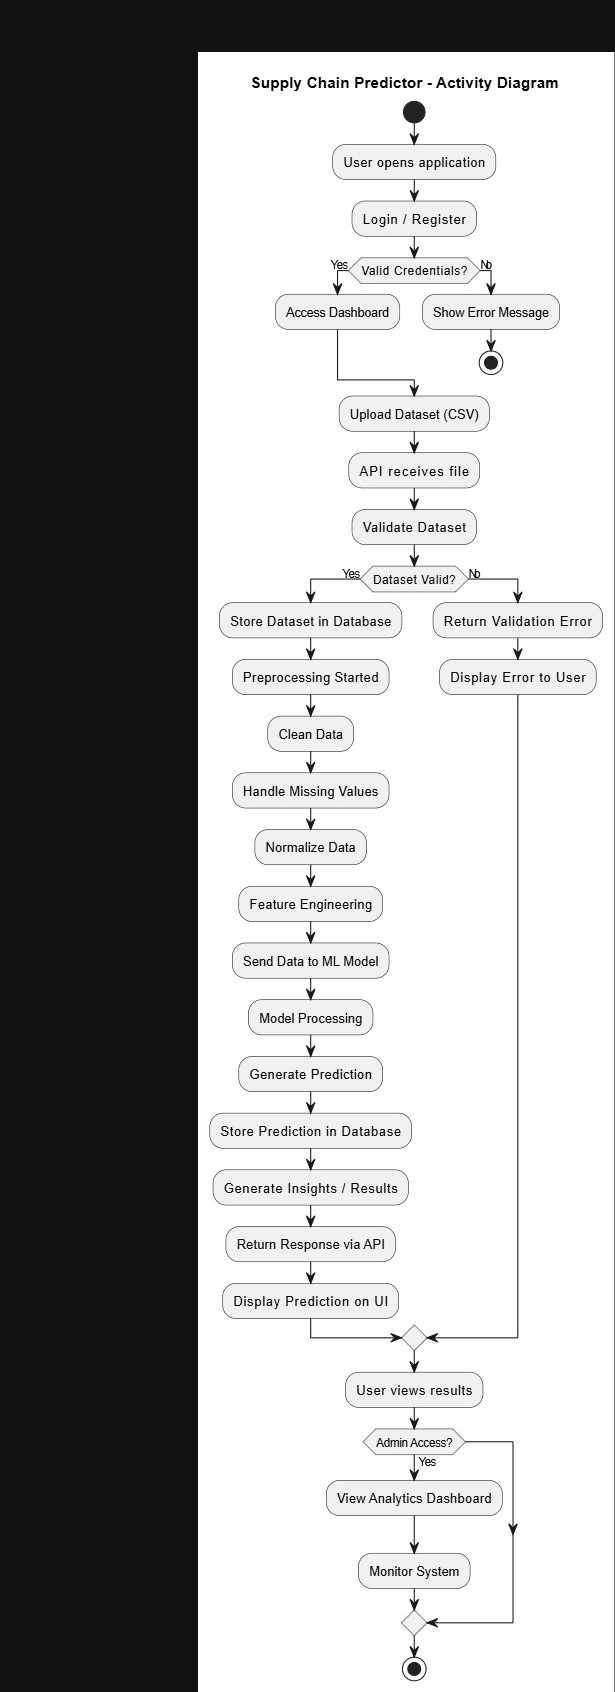 Supply Chain Predictor - Activity Diagram
User opens application
Login / Register
Yes
Valid Credentials?
No
Access Dashboard
Show Error Message
Upload Dataset (CSV)
API receives file
Validate Dataset
Yes
Dataset Valid?
No
Store Dataset in Database
Return Validation Error
Preprocessing Started
Display Error to User
Clean Data
Handle Missing Values
Normalize Data
Feature Engineering
Send Data to ML Model
Model Processing
Generate Prediction
Store Prediction in Database
Generate Insights / Results
Return Response via API
Display Prediction on UI
User views results
Admin Access?
Yes
View Analytics Dashboard
Monitor System